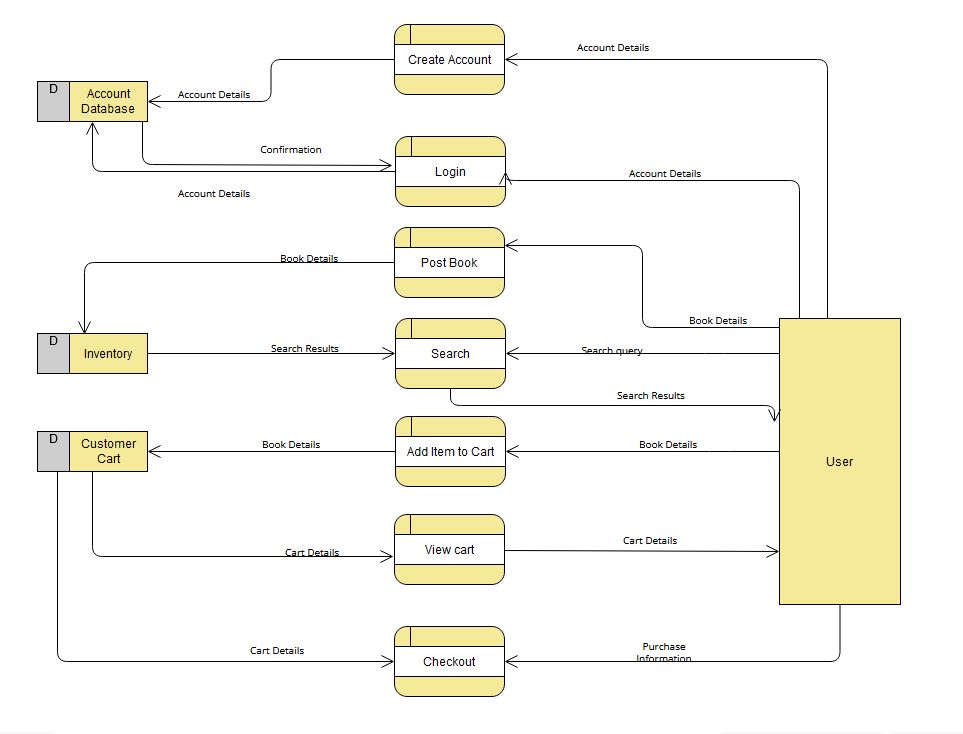 Account Details
Create Account
D
Account
Database
Account Details
Confirmation
Login
Account Details
Account Details
Book Details
Post Book
Book Details
D
Inventory
Search Results
Search
Search query
Search Results
D
Customer
Cart
Book Details
Add Item to Cart
Book Details
User
Cart Details
View cart
Cart Details
Cart Details
Checkout
Purchase
Information